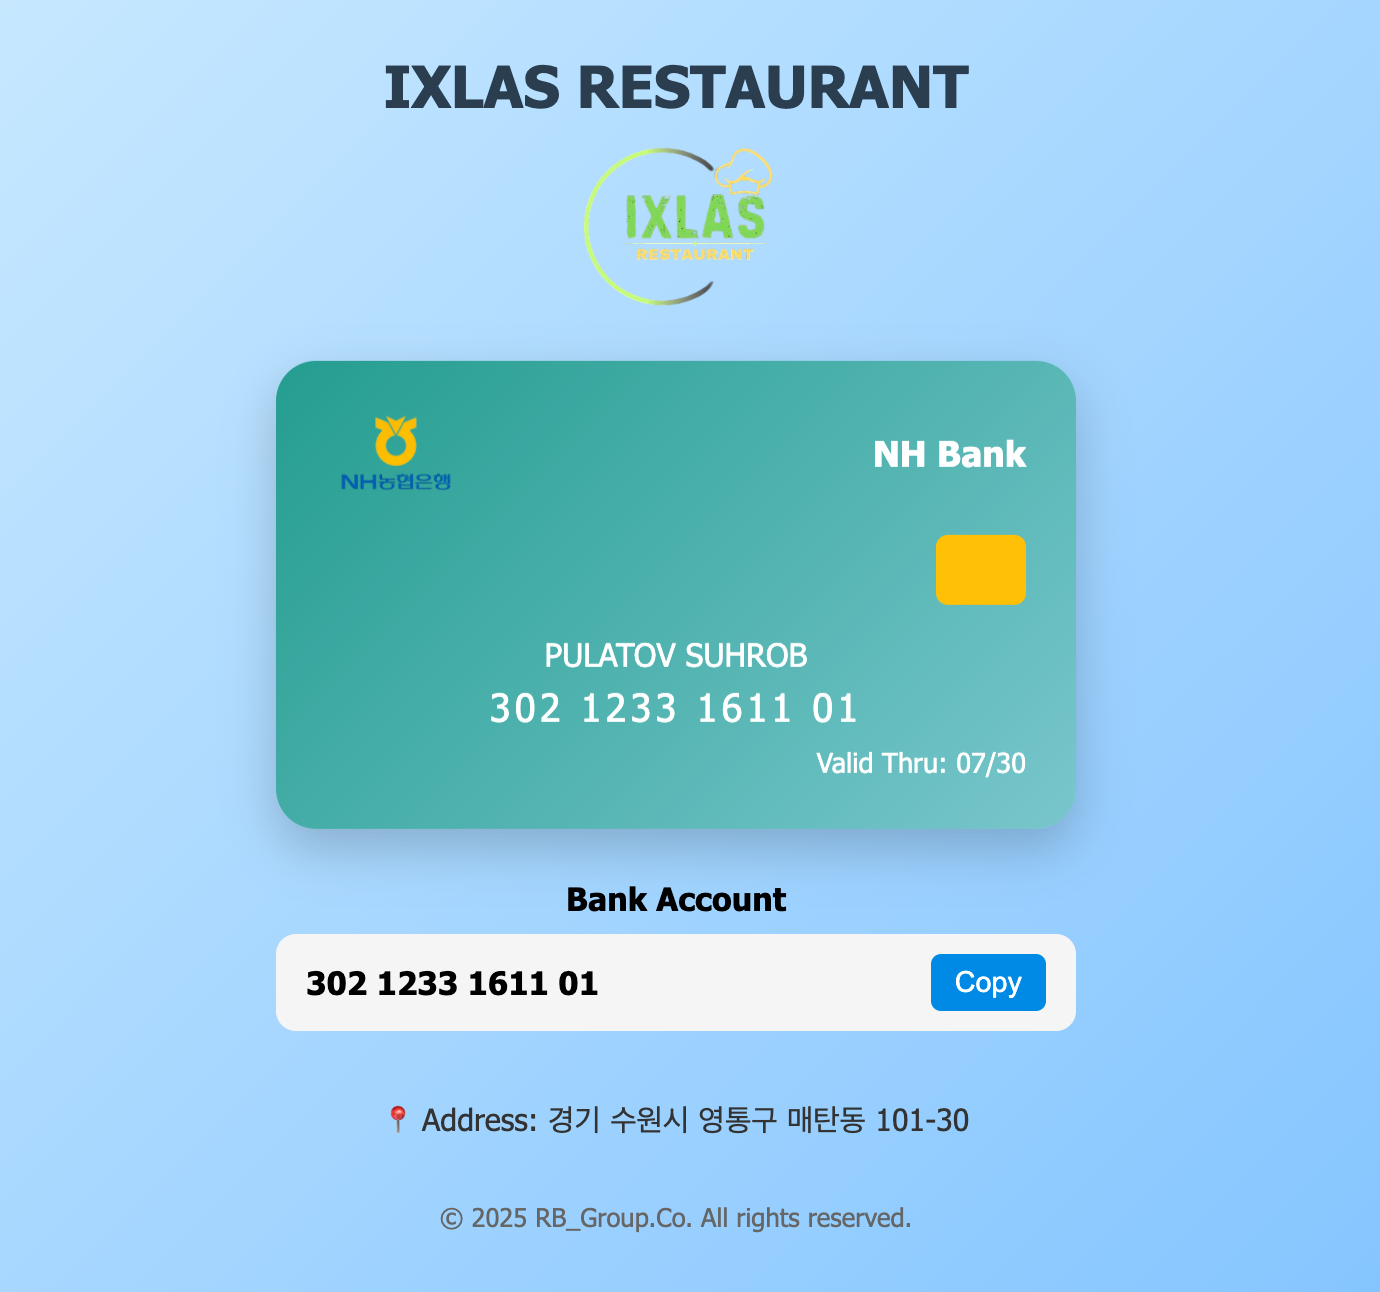 IXLAS RESTAURANT
IXLAS
RESTAURANT
NH농협은행
NH Bank
PULATOV SUHROB
302 1233 1611 01
Valid Thru: 07/30
Bank Account
302 1233 1611 01
Copy
📍 Address: 경기 수원시 영통구 매탄동 101-30
© 2025 RB_Group.Co. All rights reserved.